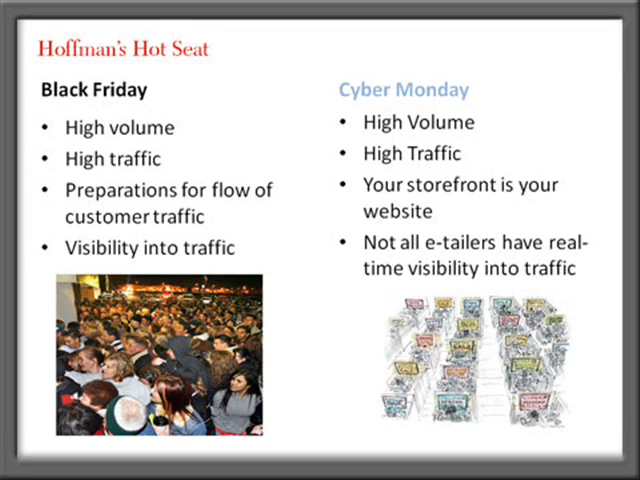 Hoffman's Hot Seat
Black Friday
• High volume
• High traffic
• Preparations for flow of
customer traffic
• Visibility into traffic
Cyber Monday
• High Volume
• High Traffic
• Your storefront is your
website
• Not all e-tailers have real-
time visibility into traffic